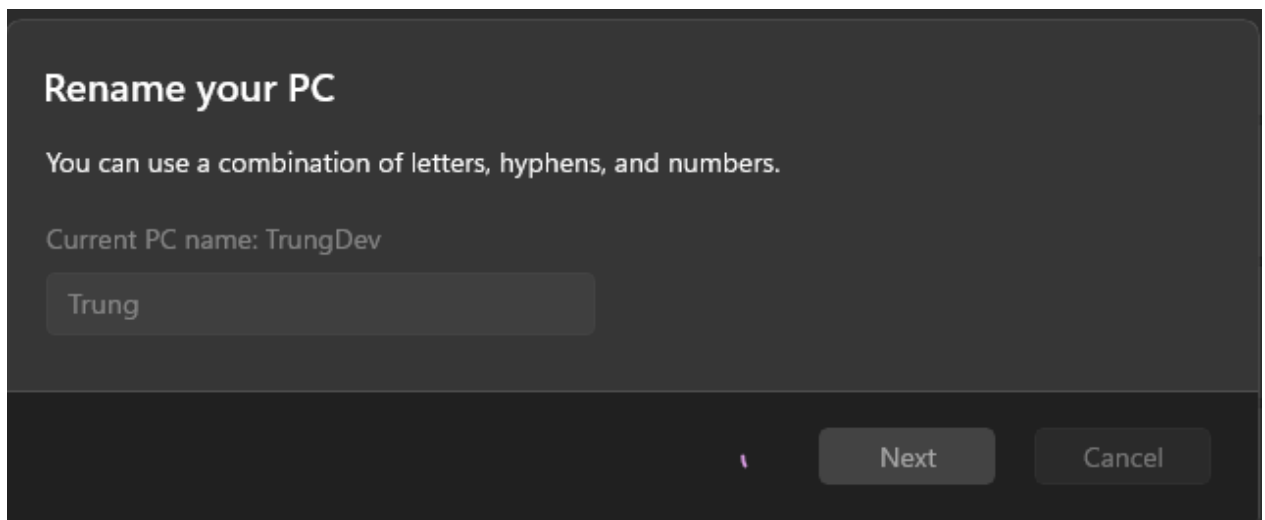 Rename your PC
You can use a combination of letters, hyphens, and numbers.
Current PC name: TrungDev
Trung
Next Cancel